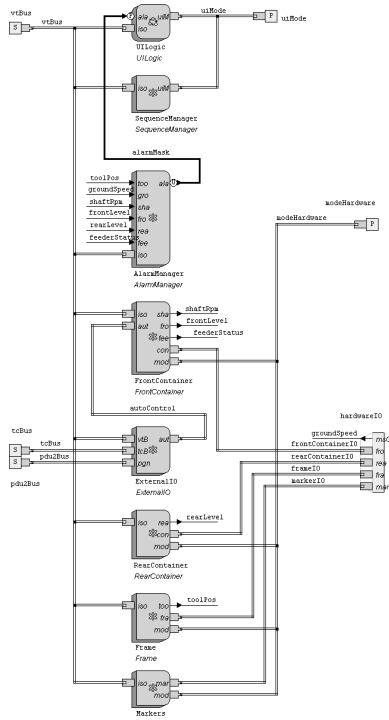 vtBus
S
vtBus
ala
uiM
iso
uiMode
P
uiMode
UILogic
UILogic
iso
uiM
SequenceManager
SequenceManager
alarmMask
toolPos
groundSpeed
shaftRpm
frontLevel
rearLevel
feederStatus
too
gro
sha
fro
rea
fee
iso
ala
AlarmManager
AlarmManager
modeHardware
modeHardware
P
iso
aut
sha
fro
fee
con
mod
shaftRpm
frontLevel
feederStatus
FrontContainer
FrontContainer
autoControl
tcBus
S
S
tcBus
pdu2Bus
pdu2Bus
vtB
tcB
pgn
aut
ExternalIO
ExternalIO
hardwareIO
groundSpeed
frontContainerIO
rearContainerIO
frameIO
markerIO
fro
rea
fra
mar
iso
rea
con
mod
rearLevel
RearContainer
RearContainer
iso
too
fra
mod
toolPos
Frame
Frame
iso
mar
mod
Markers